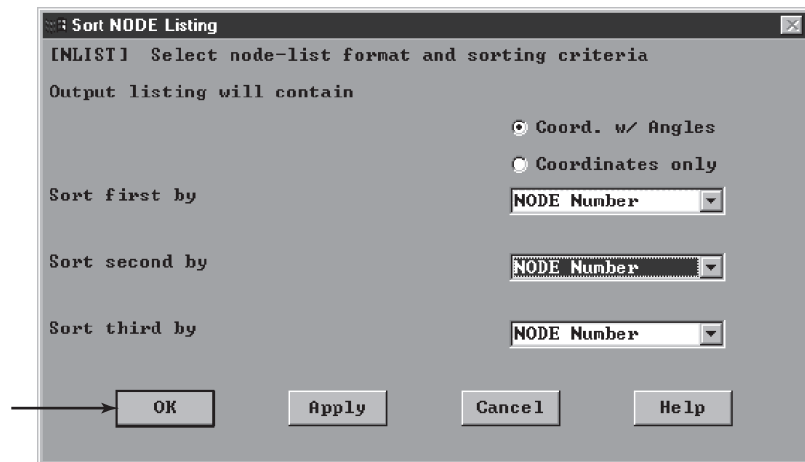 Sort NODE Listing
[NLIST] Select node-list format and sorting criteria
Output listing will contain
Coord. w/ Angles
Coordinates only
Sort first by NODE Number
Sort second by NODE Number
Sort third by NODE Number
OK Apply Cancel Help